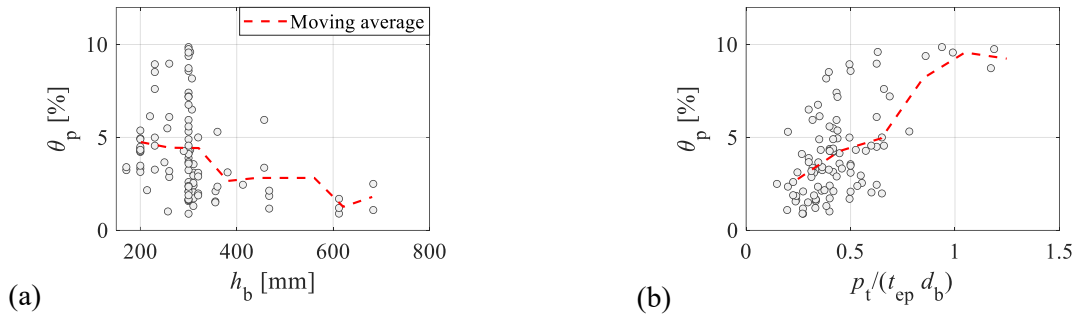 Moving average
10
5
0
θp [%]
200 400 600 800
hb [mm]
(a)
10
5
0
θp [%]
0 0.5 1 1.5
pt/(tep db)
(b)